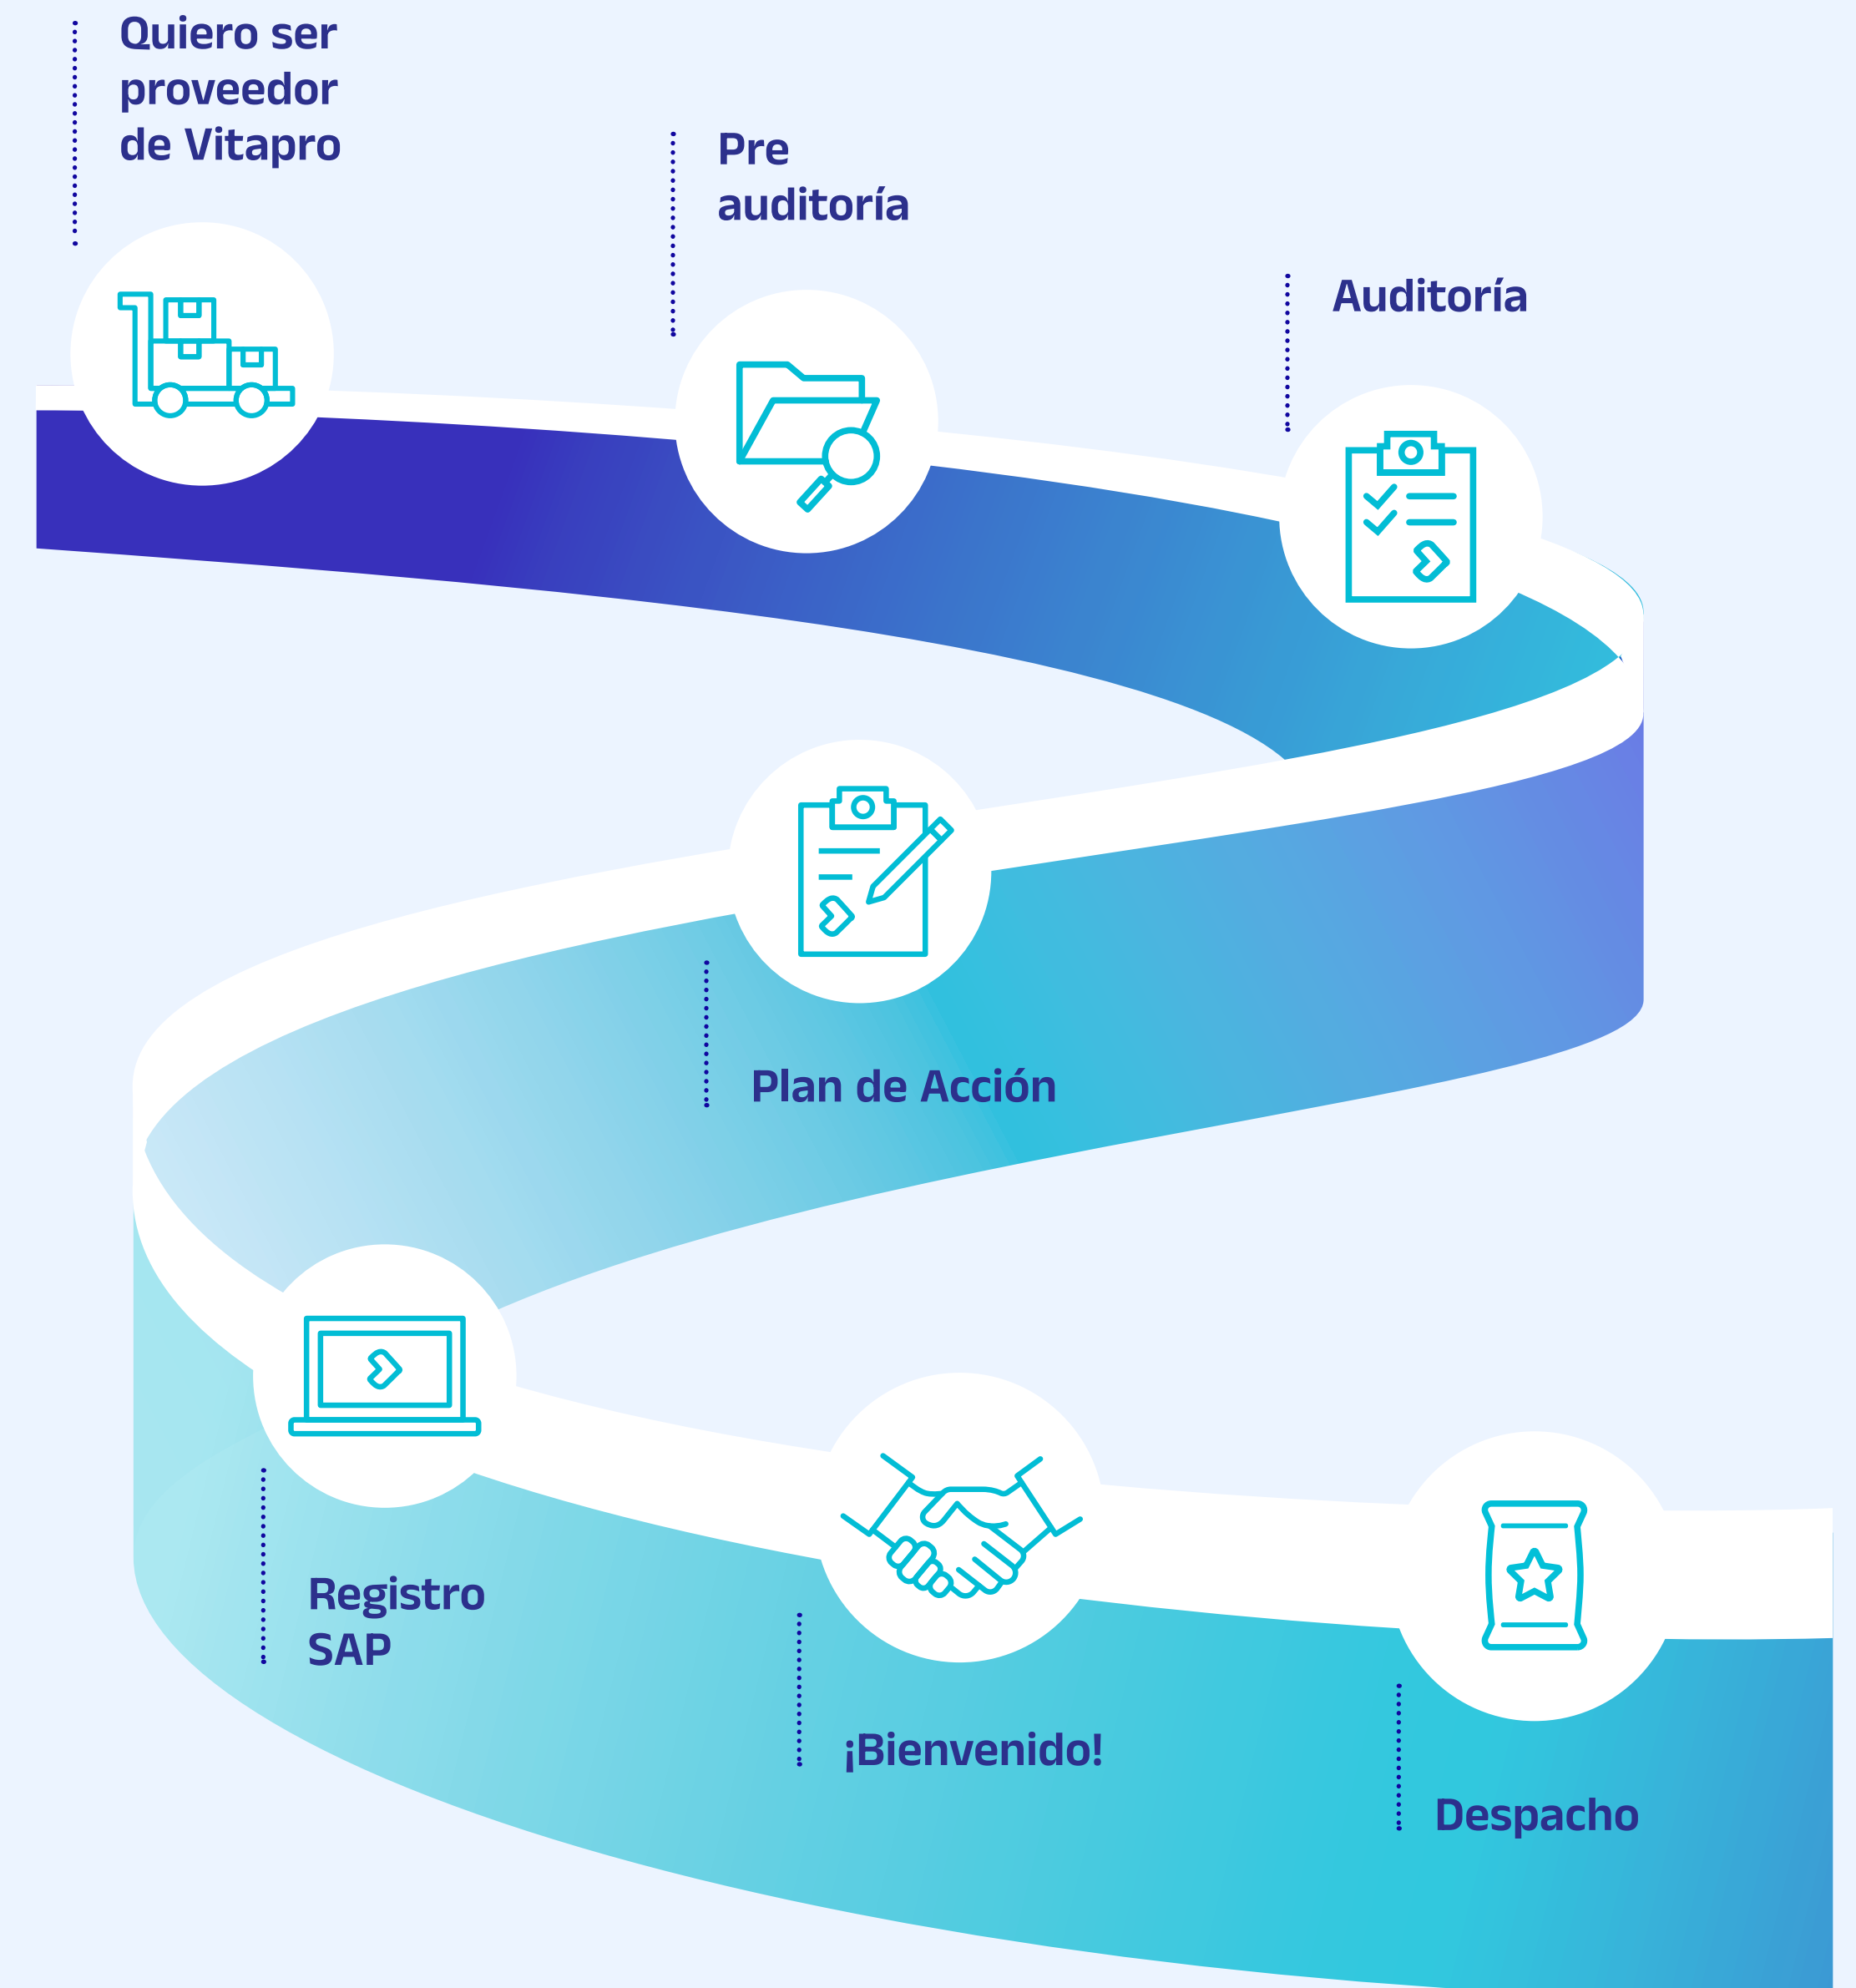 Quiero ser
proveedor
de Vitapro
Pre
auditoría
Auditoría
Plan de Acción
Registro
SAP
¡Bienvenido!
Despacho